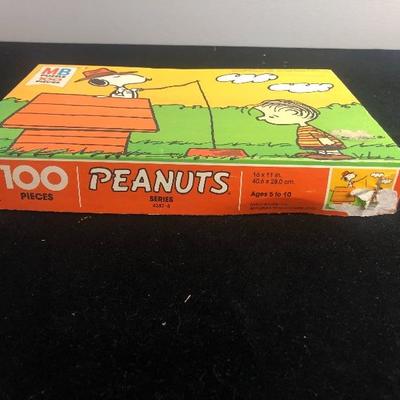 MB
100
PIECES
PEANUTS
SERIES
16 x 11 in.
40.6 x 28.0 cm.
Ages 5 to 10